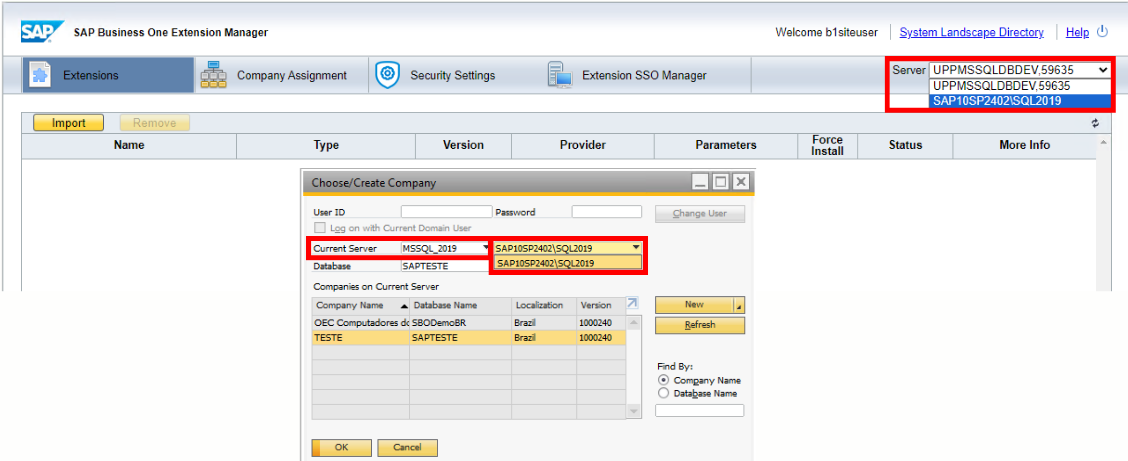 SAP SAP Business One Extension Manager Welcome b1siteuser System Landscape Directory Help
Extensions Company Assignment Security Settings Extension SSO Manager Server UPPMSSQLDBDEV,59635
UPPMSSQLDBDEV,59635
SAP10SP2402\SQL2019
Import Remove
Name Type Version Provider Parameters Force Install Status More Info
Choose/Create Company
User ID Password Change User
Log on with Current Domain User
Current Server MSSQL_2019 SAP10SP2402\SQL2019
SAP10SP2402\SQL2019
Database SAPTESTE
Companies on Current Server
Company Name Database Name Localization Version New
OEC Computadores do SBODemoBR Brazil 1000240 Refresh
TESTE SAPTESTE Brazil 1000240
Find By:
Company Name
Database Name
OK Cancel